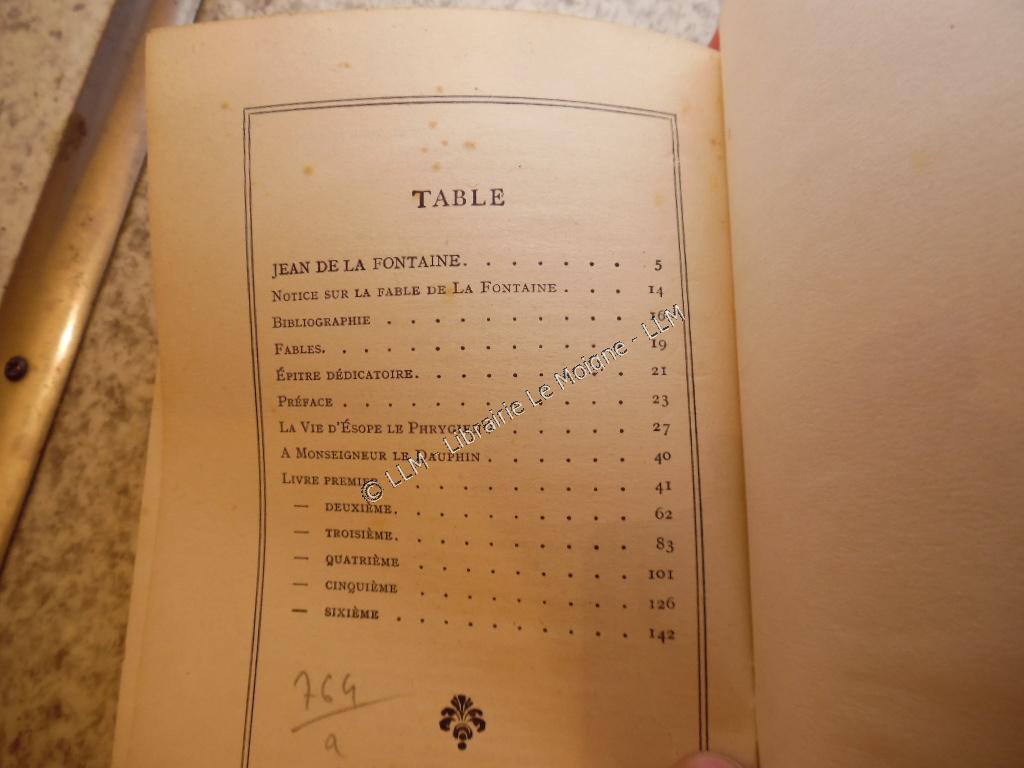 TABLE
JEAN DE LA FONTAINE. . . . . . . . 5
NOTICE SUR LA FABLE DE LA FONTAINE . . . 14
BIBLIOGRAPHIE . . . . . . . . . . .
FABLES. . . . . . . . . . . . . 19
ÉPITRE DÉDICATOIRE. . . . . . . . . 21
PRÉFACE . . . . . . . . . . . . . 23
LA VIE D'ÉSOPE LE PHRYGIEN . . . . . . 27
A MONSEIGNEUR LE DAUPHIN . . . . . . 40
LIVRE PREMIER . . . . . . . . . . 41
— DEUXIÈME. . . . . . . . . . 62
— TROISIÈME. . . . . . . . . . 83
— QUATRIÈME . . . . . . . . . 101
— CINQUIÈME . . . . . . . . . 126
— SIXIÈME . . . . . . . . . . 142
764
a
© LLM - Librairie Le Moigne - LLM